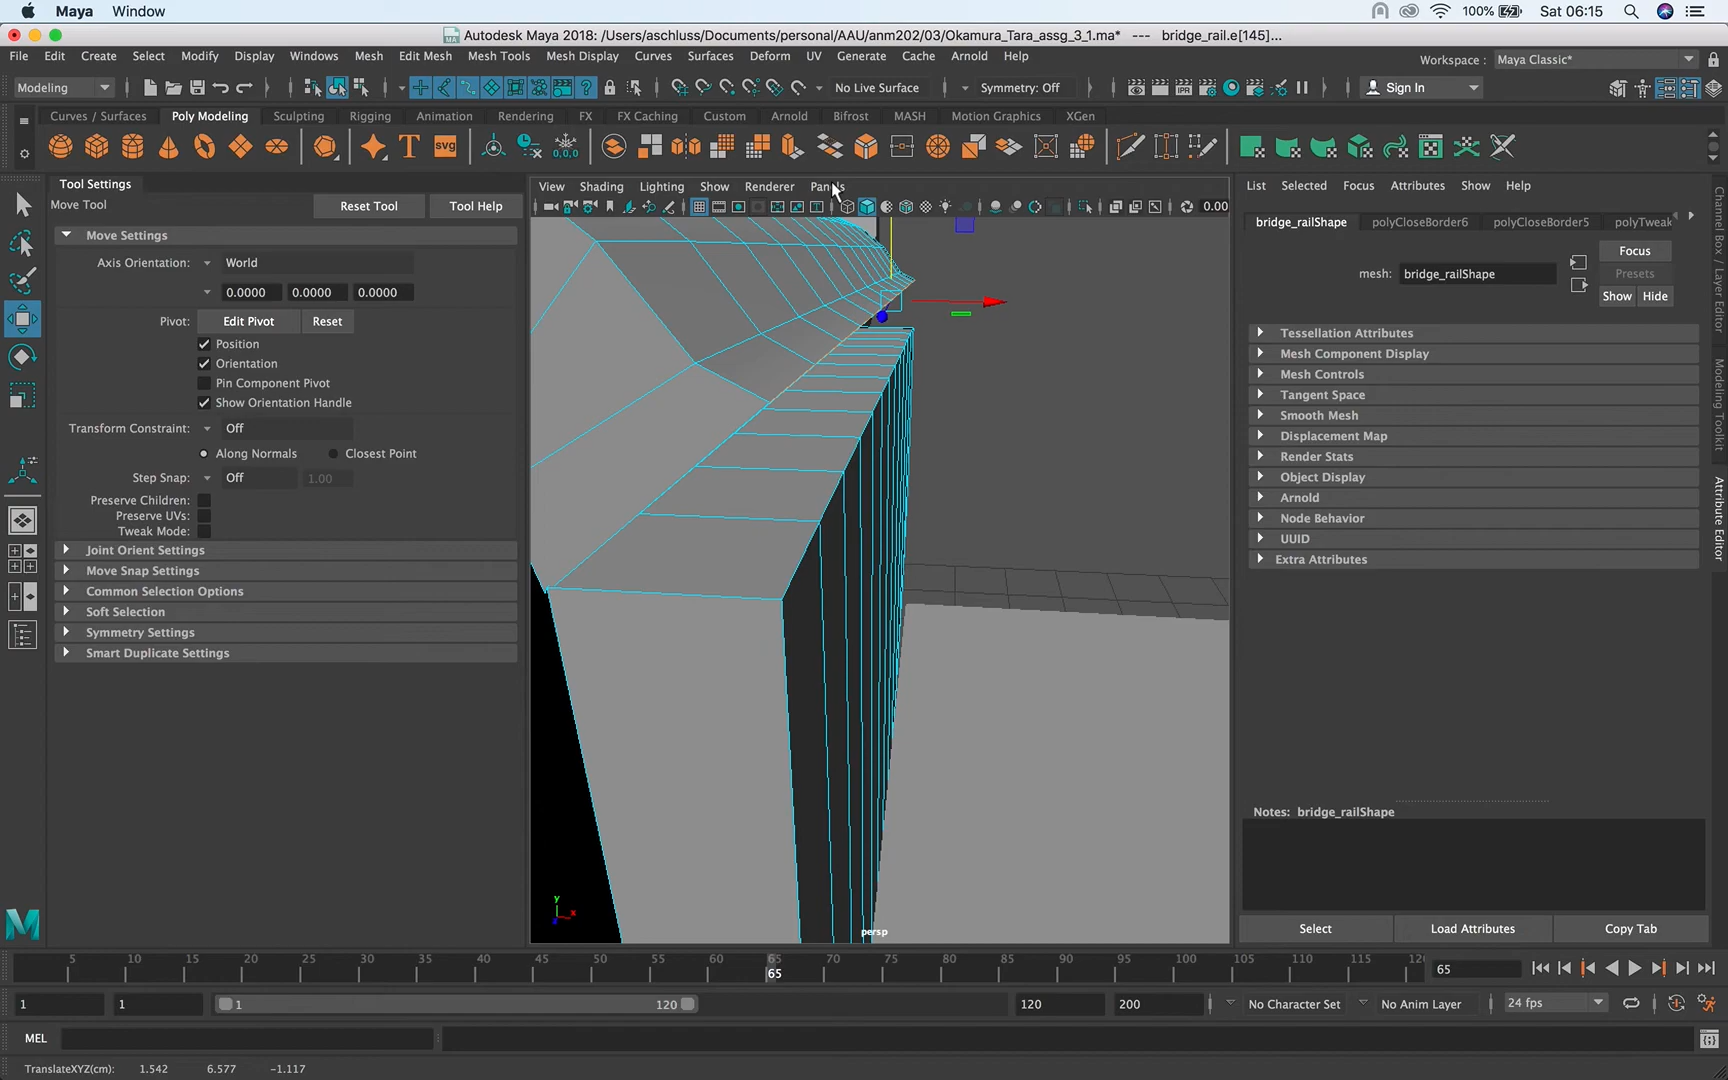 Maya Window 100% Sat 06:15
Autodesk Maya 2018: /Users/aschluss/Documents/personal/AAU/anm202/03/Okamura_Tara_assg_3_1.ma* --- bridge_rail.e[145]...
File Edit Create Select Modify Display Windows Mesh Edit Mesh Mesh Tools Mesh Display Curves Surfaces Deform UV Generate Cache Arnold Help Workspace : Maya Classic*
Modeling No Live Surface Symmetry: Off Sign In
Curves / Surfaces Poly Modeling Sculpting Rigging Animation Rendering FX FX Caching Custom Arnold Bifrost MASH Motion Graphics XGen
T svg 0,0,0
Tool Settings
Move Tool Reset Tool Tool Help
Move Settings
Axis Orientation: World
0.0000 0.0000 0.0000
Pivot: Edit Pivot Reset
Position
Orientation
Pin Component Pivot
Show Orientation Handle
Transform Constraint: Off
Along Normals Closest Point
Step Snap: Off 1.00
Preserve Children:
Preserve UVs:
Tweak Mode:
Joint Orient Settings
Move Snap Settings
Common Selection Options
Soft Selection
Symmetry Settings
Smart Duplicate Settings
View Shading Lighting Show Renderer Panels
0.00
y
x
persp
List Selected Focus Attributes Show Help
bridge_railShape polyCloseBorder6 polyCloseBorder5 polyTweak
Focus
mesh: bridge_railShape Presets
Show Hide
Tessellation Attributes
Mesh Component Display
Mesh Controls
Tangent Space
Smooth Mesh
Displacement Map
Render Stats
Object Display
Arnold
Node Behavior
UUID
Extra Attributes
Notes: bridge_railShape
Select Load Attributes Copy Tab
Channel Box / Layer Editor
Modeling Toolkit
Attribute Editor
5 10 15 20 25 30 35 40 45 50 55 60 65 70 75 80 85 90 95 100 105 110 115 12
65 65
1 1 1 120 120 200 No Character Set No Anim Layer 24 fps
MEL
TranslateXYZ(cm): 1.542 6.577 -1.117